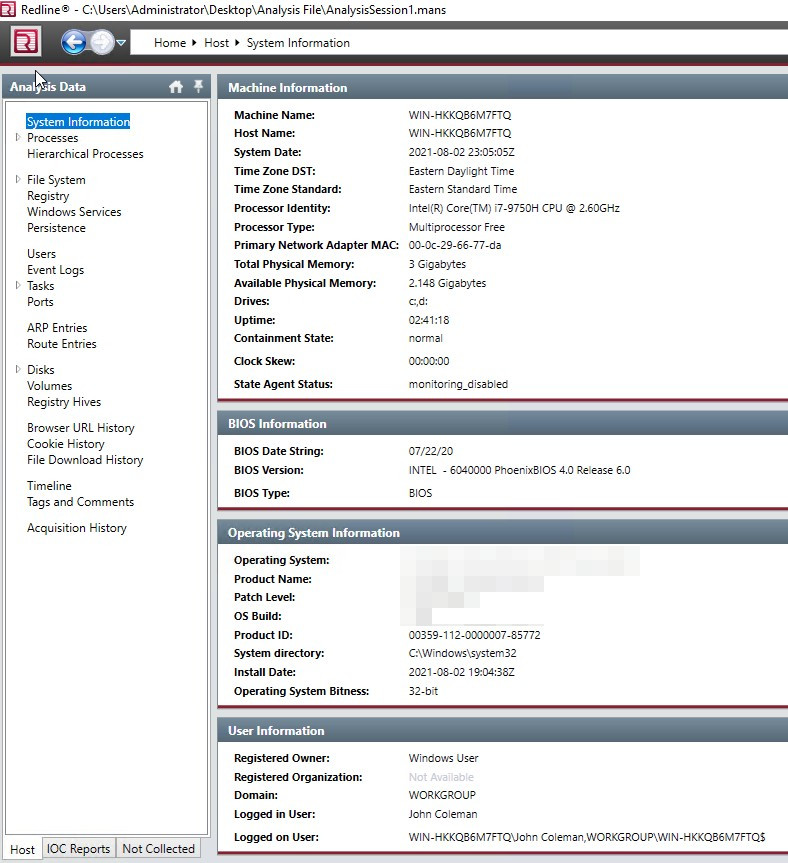 Redline® - C:\Users\Administrator\Desktop\Analysis File\AnalysisSession1.mans
R
Home Host System Information
Analysis Data
System Information
Processes
Hierarchical Processes
File System
Registry
Windows Services
Persistence
Users
Event Logs
Tasks
Ports
ARP Entries
Route Entries
Disks
Volumes
Registry Hives
Browser URL History
Cookie History
File Download History
Timeline
Tags and Comments
Acquisition History
Host IOC Reports Not Collected
Machine Information
Machine Name: WIN-HKKQB6M7FTQ
Host Name: WIN-HKKQB6M7FTQ
System Date: 2021-08-02 23:05:05Z
Time Zone DST: Eastern Daylight Time
Time Zone Standard: Eastern Standard Time
Processor Identity: Intel(R) Core(TM) i7-9750H CPU @ 2.60GHz
Processor Type: Multiprocessor Free
Primary Network Adapter MAC: 00-0c-29-66-77-da
Total Physical Memory: 3 Gigabytes
Available Physical Memory: 2.148 Gigabytes
Drives: c:,d:
Uptime: 02:41:18
Containment State: normal
Clock Skew: 00:00:00
State Agent Status: monitoring_disabled
BIOS Information
BIOS Date String: 07/22/20
BIOS Version: INTEL - 6040000 PhoenixBIOS 4.0 Release 6.0
BIOS Type: BIOS
Operating System Information
Operating System:
Product Name:
Patch Level:
OS Build:
Product ID: 00359-112-0000007-85772
System directory: C:\Windows\system32
Install Date: 2021-08-02 19:04:38Z
Operating System Bitness: 32-bit
User Information
Registered Owner: Windows User
Registered Organization: Not Available
Domain: WORKGROUP
Logged in User: John Coleman
Logged on User: WIN-HKKQB6M7FTQ\John Coleman,WORKGROUP\WIN-HKKQB6M7FTQ$